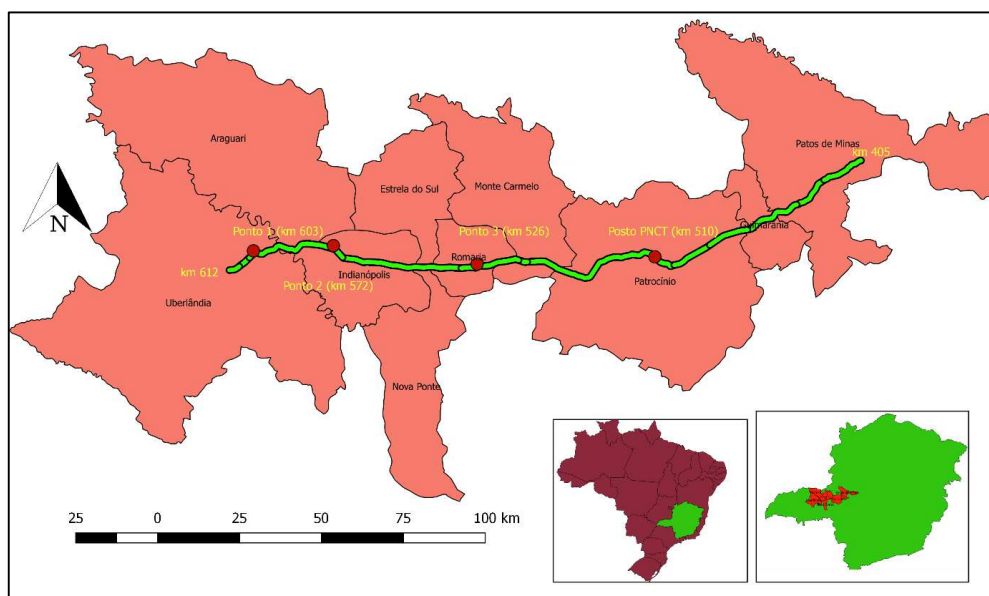 Araguari
Patos de Minas
km 405
Estrela do Sul
Monte Carmelo
Ponto 1 (km 603)
Ponto 3 (km 526)
Posto PNCT (km 510)
Guimarânia
N
Romaria
km 612
Indianópolis
Ponto 2 (km 572)
Patrocínio
Uberlândia
Nova Ponte
25 0 25 50 75 100 km